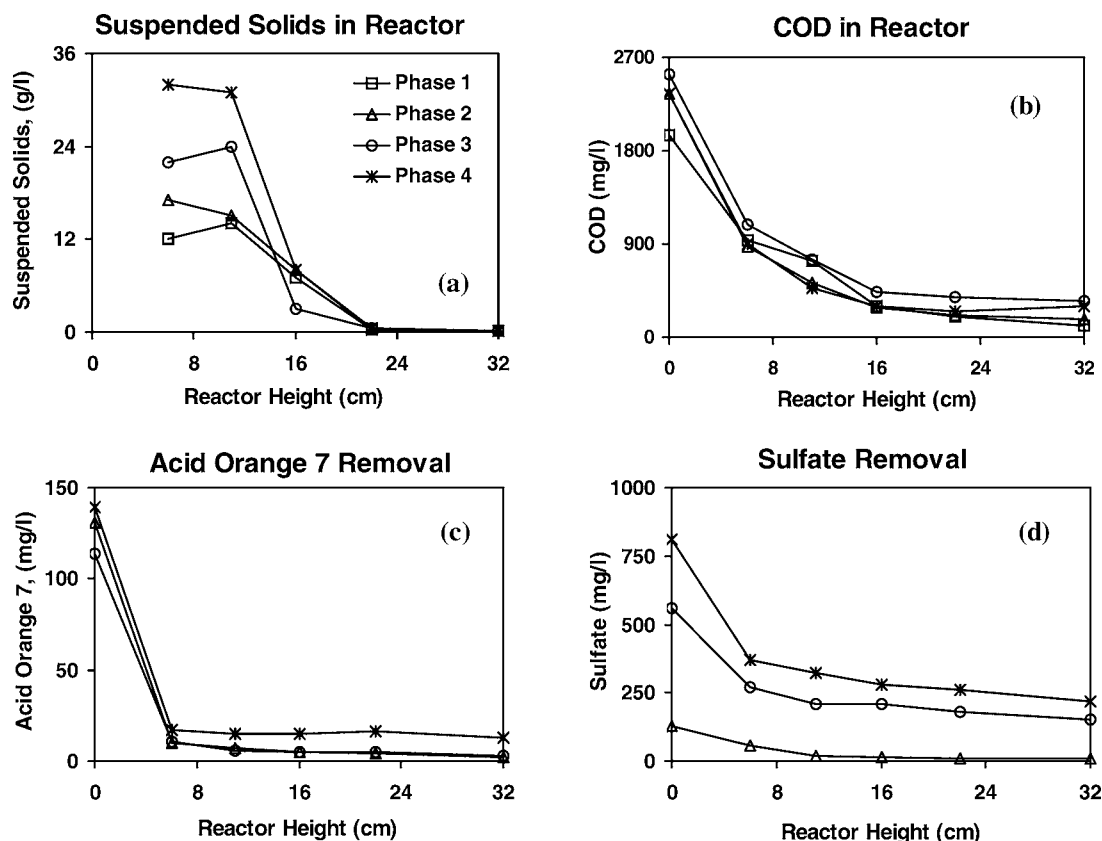 Suspended Solids in Reactor
36
24
12
0
Suspended Solids, (g/l)
Phase 1
Phase 2
Phase 3
Phase 4
(a)
0 8 16 24 32
Reactor Height (cm)
COD in Reactor
2700
1800
900
0
COD (mg/l)
(b)
0 8 16 24 32
Reactor Height (cm)
Acid Orange 7 Removal
150
100
50
0
Acid Orange 7, (mg/l)
(c)
0 8 16 24 32
Reactor Height (cm)
Sulfate Removal
1000
750
500
250
0
Sulfate (mg/l)
(d)
0 8 16 24 32
Reactor Height (cm)